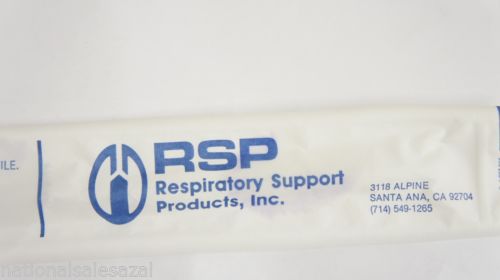 ILE.
RSP
Respiratory Support
Products, Inc.
3118 ALPINE
SANTA ANA, CA 92704
(714) 549-1265
nationalsalesazal